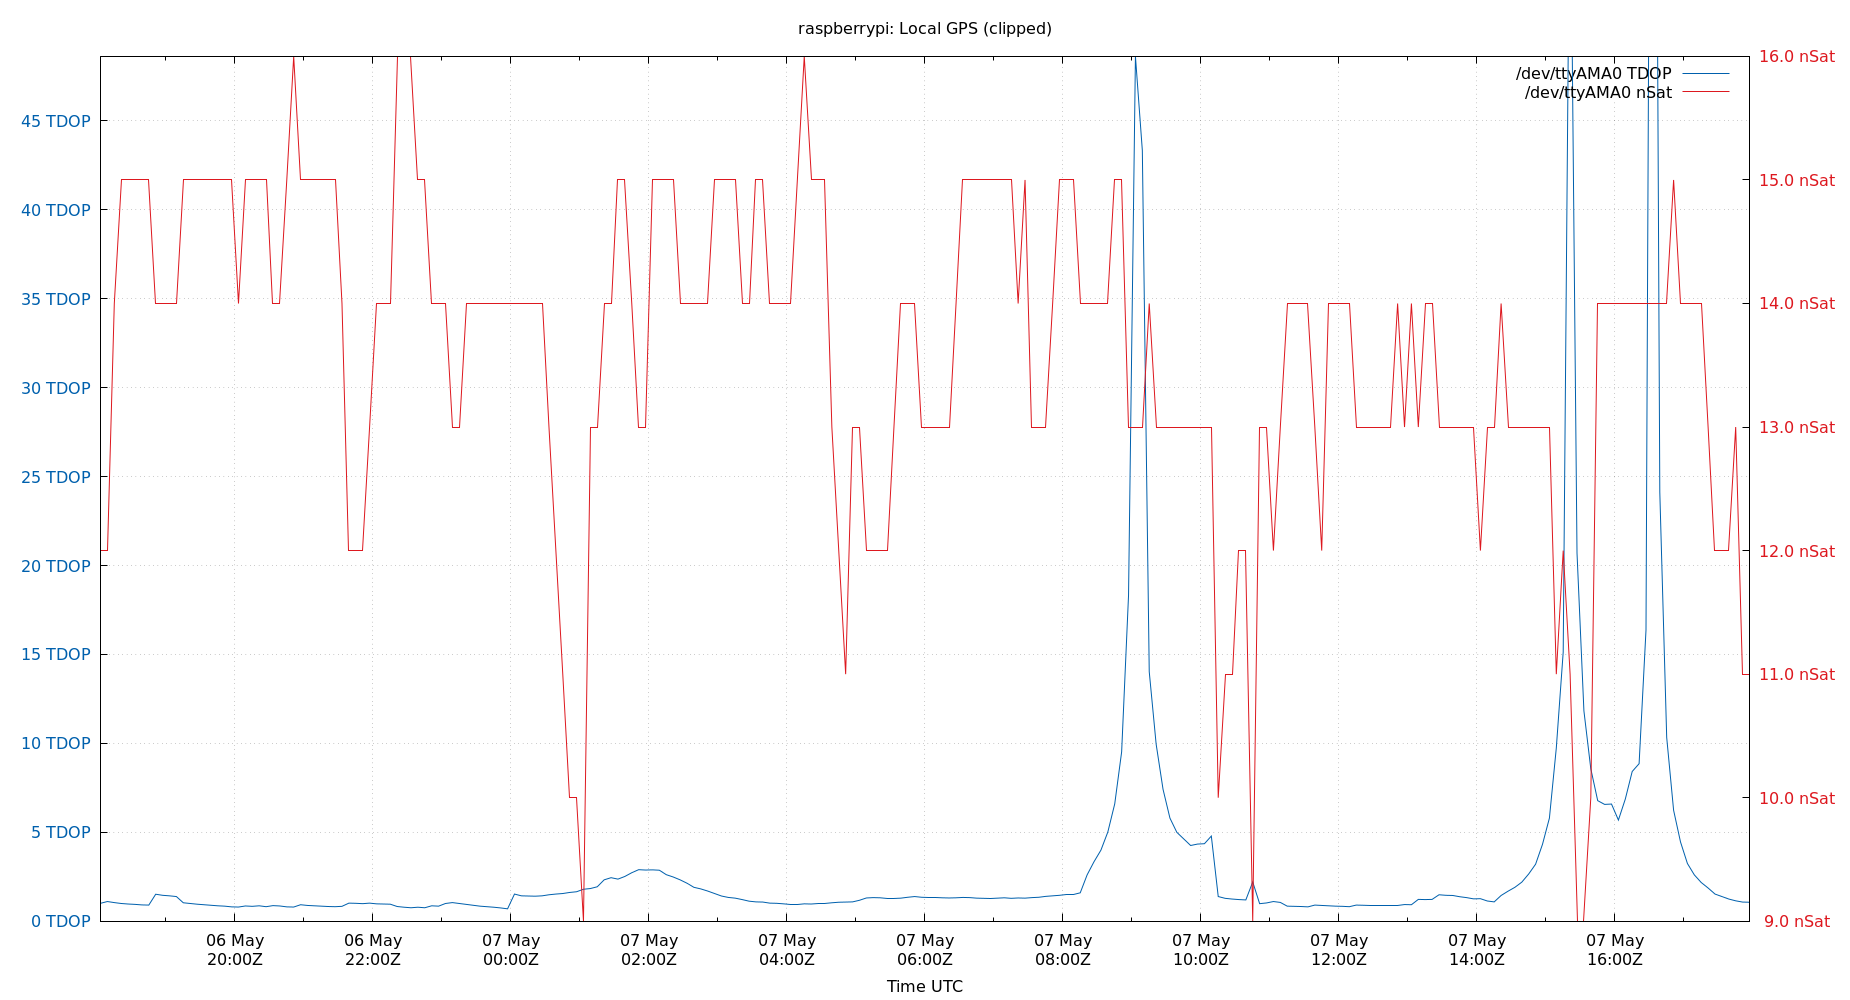 raspberrypi: Local GPS (clipped)
/dev/ttyAMA0 TDOP
/dev/ttyAMA0 nSat
45 TDOP
40 TDOP
35 TDOP
30 TDOP
25 TDOP
20 TDOP
15 TDOP
10 TDOP
5 TDOP
0 TDOP
16.0 nSat
15.0 nSat
14.0 nSat
13.0 nSat
12.0 nSat
11.0 nSat
10.0 nSat
9.0 nSat
06 May
20:00Z
06 May
22:00Z
07 May
00:00Z
07 May
02:00Z
07 May
04:00Z
07 May
06:00Z
07 May
08:00Z
07 May
10:00Z
07 May
12:00Z
07 May
14:00Z
07 May
16:00Z
Time UTC